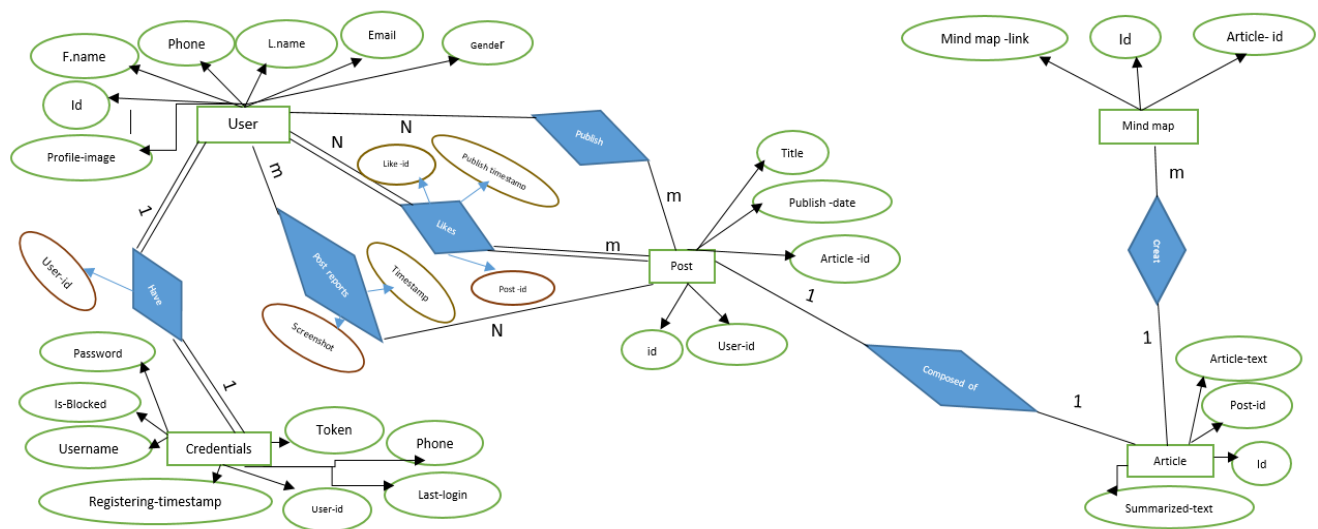 F.name
Phone
L.name
Email
Gender
Id
Profile-image
User
N
Publish
m
N
Like -id
Publish timestamp
Likes
m
Post -id
m
Post reports
Timestamp
Screenshot
N
1
Have
User-id
1
Password
Is-Blocked
Username
Registering-timestamp
Credentials
Token
Phone
Last-login
User-id
Title
Publish -date
Article -id
Post
id
User-id
1
Composed of
1
Mind map -link
Id
Article- id
Mind map
m
Creat
1
Article-text
Post-id
Id
Article
Summarized-text